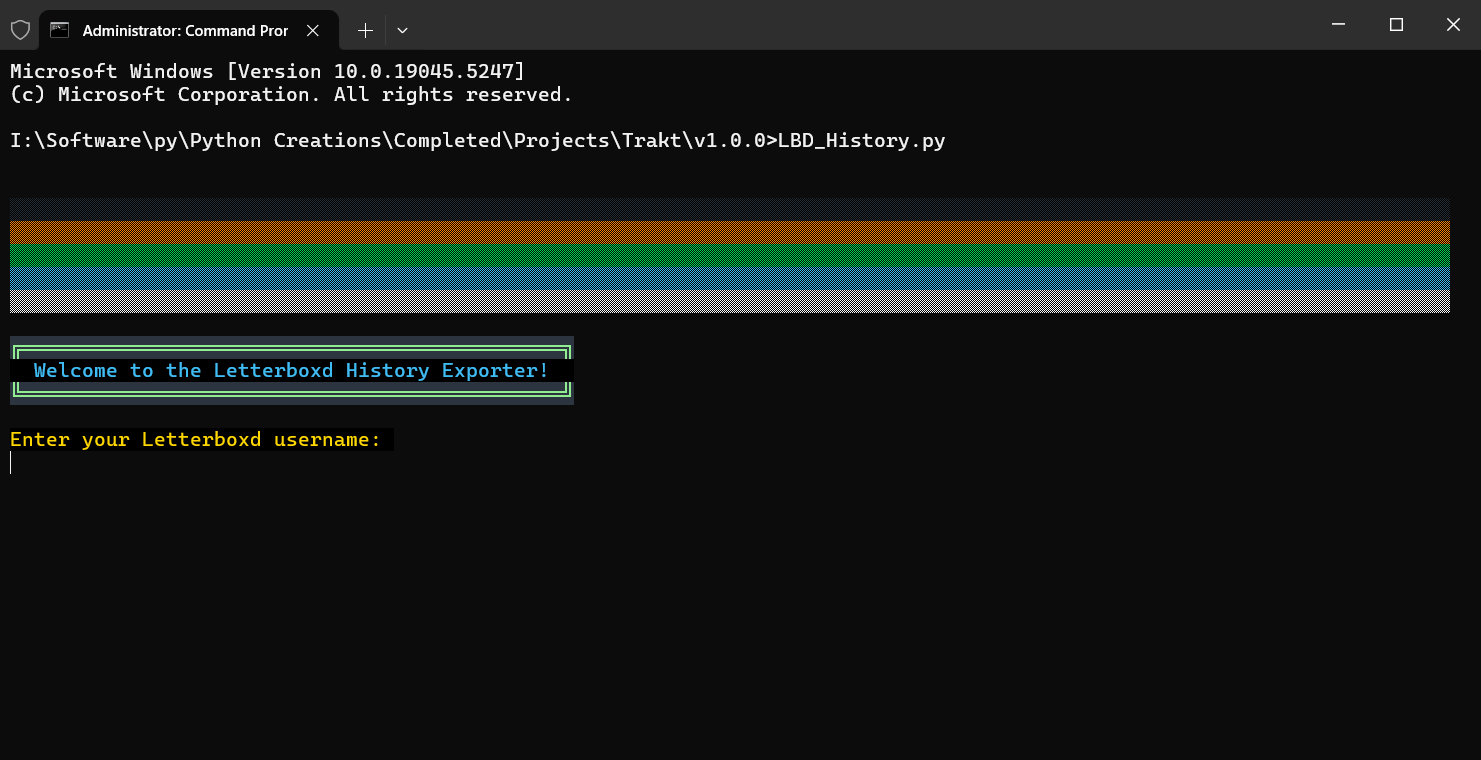 Administrator: Command Pror
Microsoft Windows [Version 10.0.19045.5247]
(c) Microsoft Corporation. All rights reserved.
I:\Software\py\Python Creations\Completed\Projects\Trakt\v1.0.0>LBD_History.py
Welcome to the Letterboxd History Exporter!
Enter your Letterboxd username: